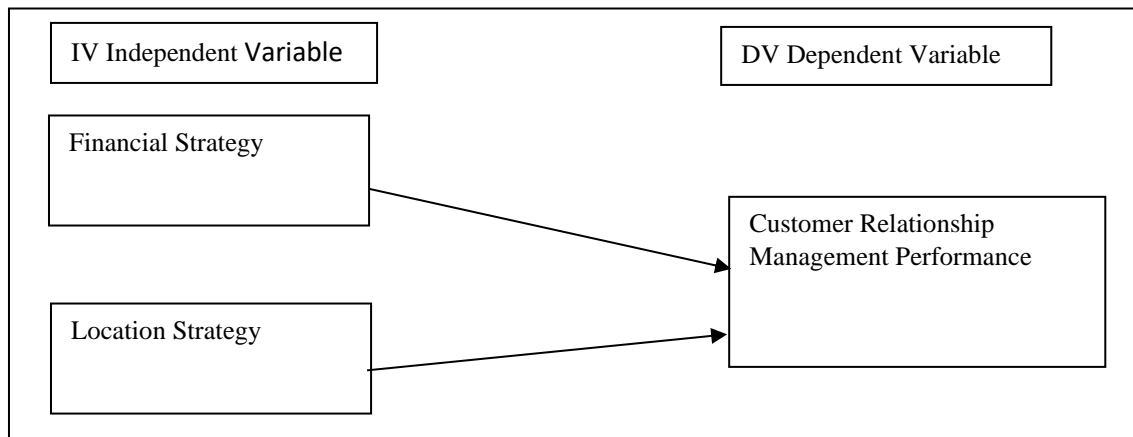 IV Independent Variable
DV Dependent Variable
Financial Strategy
Customer Relationship
Management Performance
Location Strategy